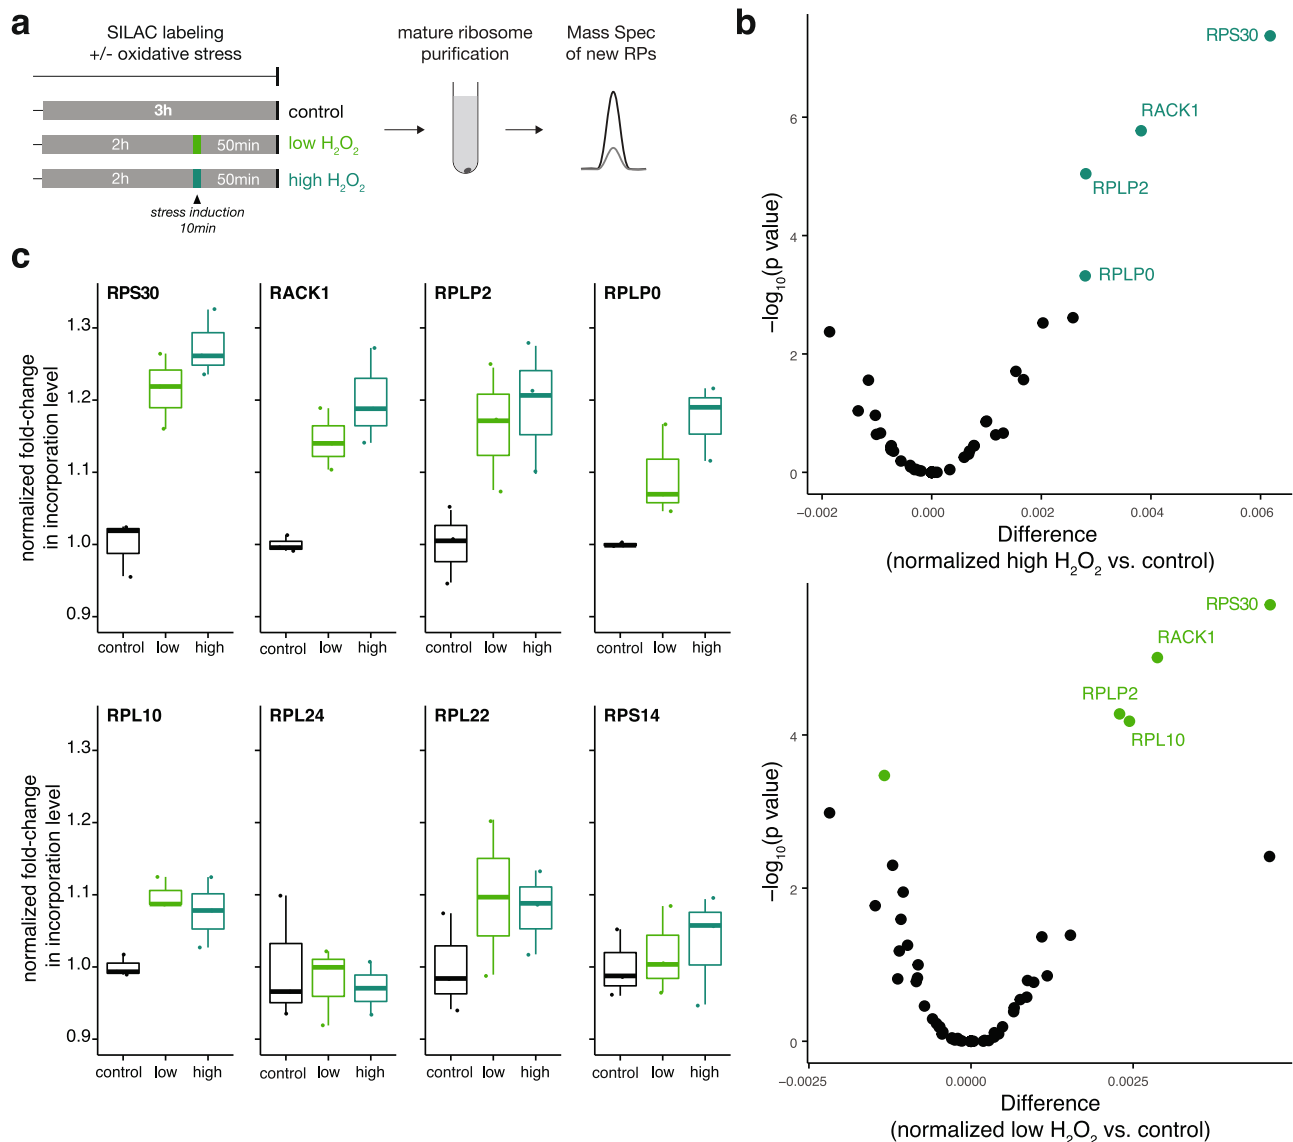 a
SILAC labeling
+/- oxidative stress
mature ribosome
purification
Mass Spec
of new RPs
3h
control
2h
50min
low H2O2
2h
50min
high H2O2
stress induction
10min
b
RPS30
RACK1
RPLP2
RPLP0
6
4
2
0
−log10(p value)
−0.002
0.000
0.002
0.004
0.006
Difference
(normalized high H2O2 vs. control)
RPS30
RACK1
RPLP2
RPL10
4
2
0
−log10(p value)
−0.0025
0.0000
0.0025
Difference
(normalized low H2O2 vs. control)
c
normalized fold-change
in incorporation level
1.3
1.2
1.1
1.0
0.9
RPS30
RACK1
RPLP2
RPLP0
control low high
control low high
control low high
control low high
normalized fold-change
in incorporation level
1.3
1.2
1.1
1.0
0.9
RPL10
RPL24
RPL22
RPS14
control low high
control low high
control low high
control low high